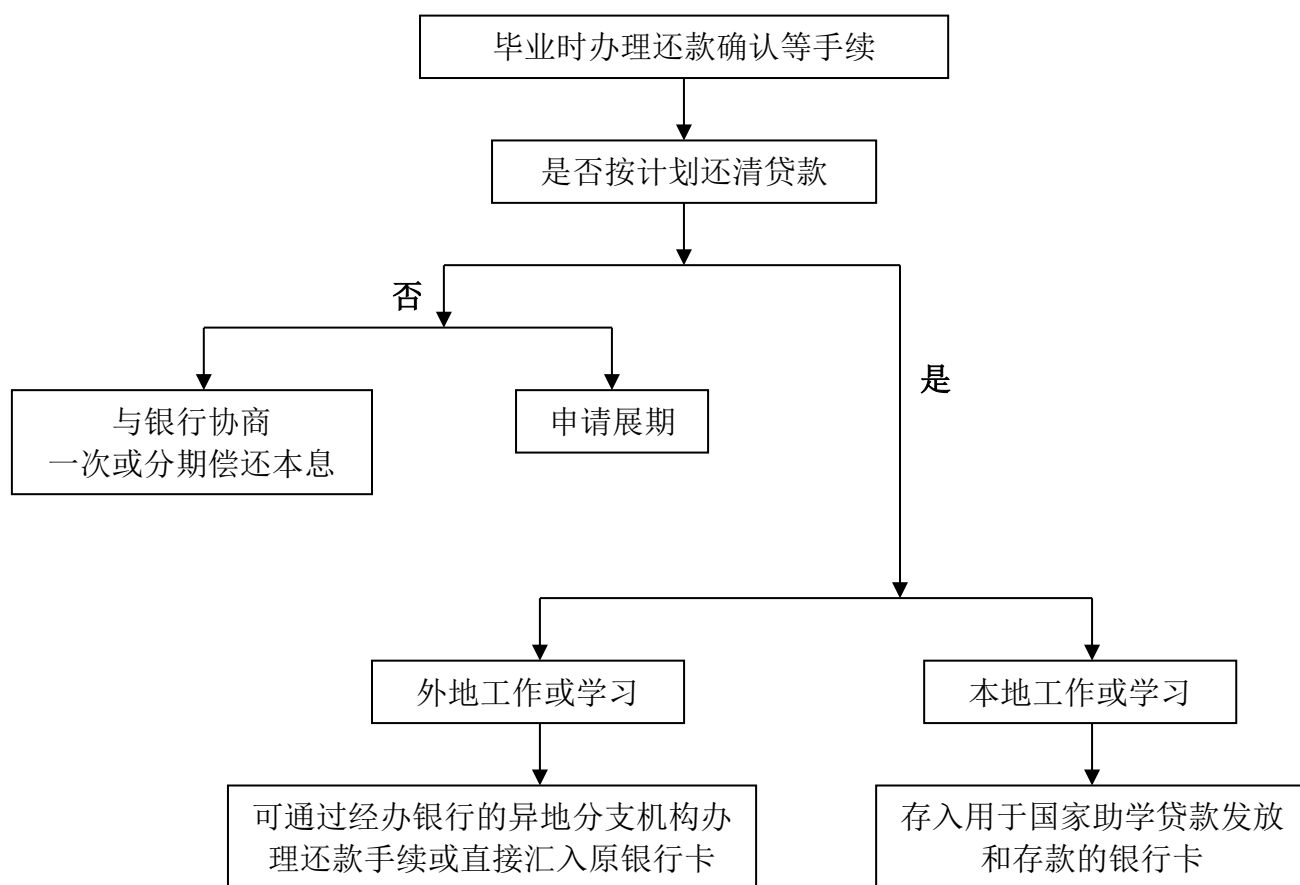 毕业时办理还款确认等手续
是否按计划还清贷款
否
是
与银行协商
一次或分期偿还本息
申请展期
外地工作或学习
本地工作或学习
可通过经办银行的异地分支机构办
理还款手续或直接汇入原银行卡
存入用于国家助学贷款发放
和存款的银行卡